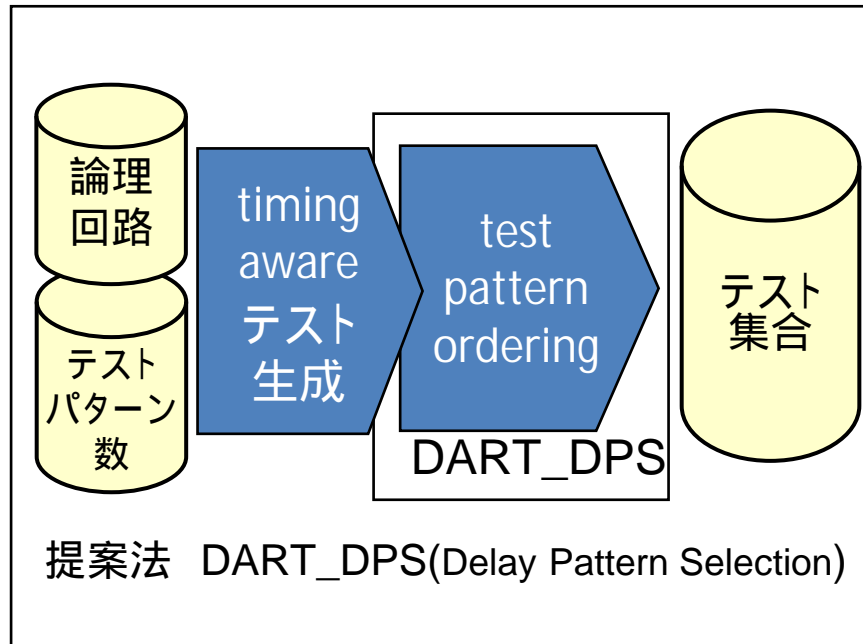 論理
回路
テスト
パターン
数
timing
aware
テスト
生成
test
pattern
ordering
DART_DPS
テスト
集合
提案法 DART_DPS(Delay Pattern Selection)